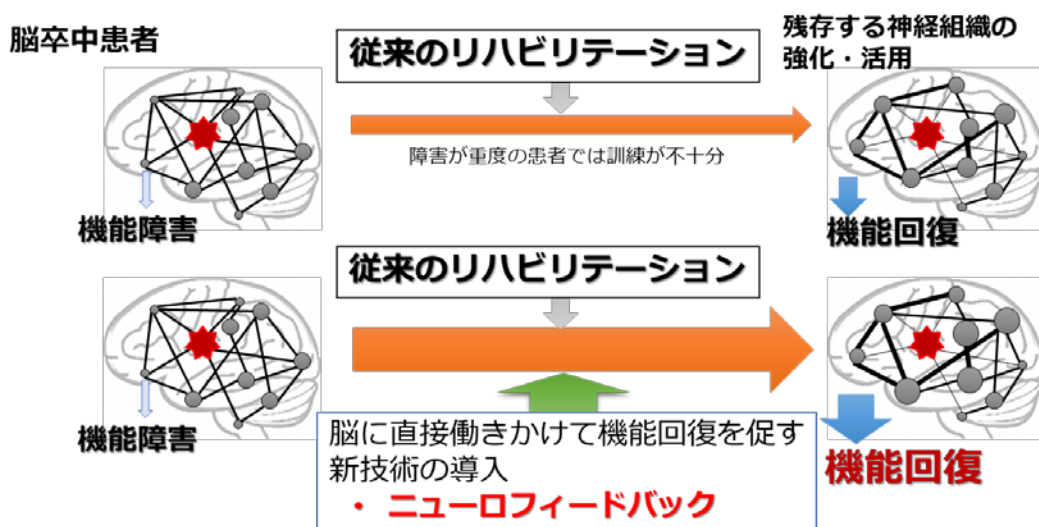 脳卒中患者
従来のリハビリテーション
残存する神経組織の
強化・活用
障害が重度の患者では訓練が不十分
機能障害
機能回復
従来のリハビリテーション
機能障害
脳に直接働きかけて機能回復を促す
新技術の導入
・ ニューロフィードバック
機能回復